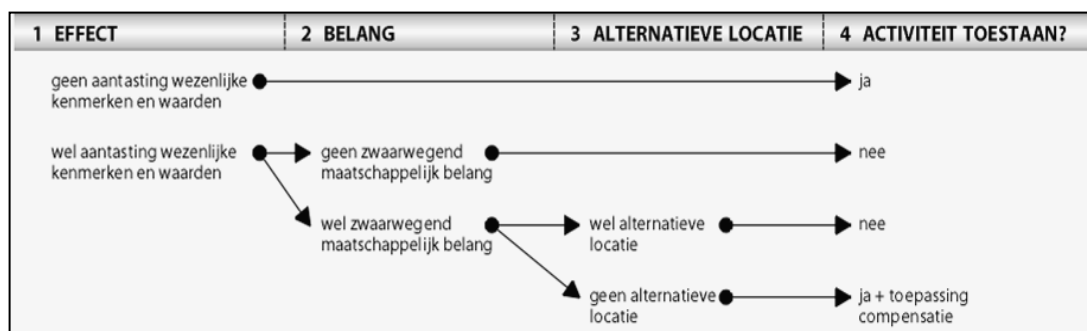 1 EFFECT
2 BELANG
3 ALTERNATIEVE LOCATIE
4 ACTIVITEIT TOESTAAN?
geen aantasting wezenlijke
kenmerken en waarden
ja
wel aantasting wezenlijke
kenmerken en waarden
geen zwaarwegend
maatschappelijk belang
nee
wel zwaarwegend
maatschappelijk belang
wel alternatieve
locatie
nee
geen alternatieve
locatie
ja + toepassing
compensatie